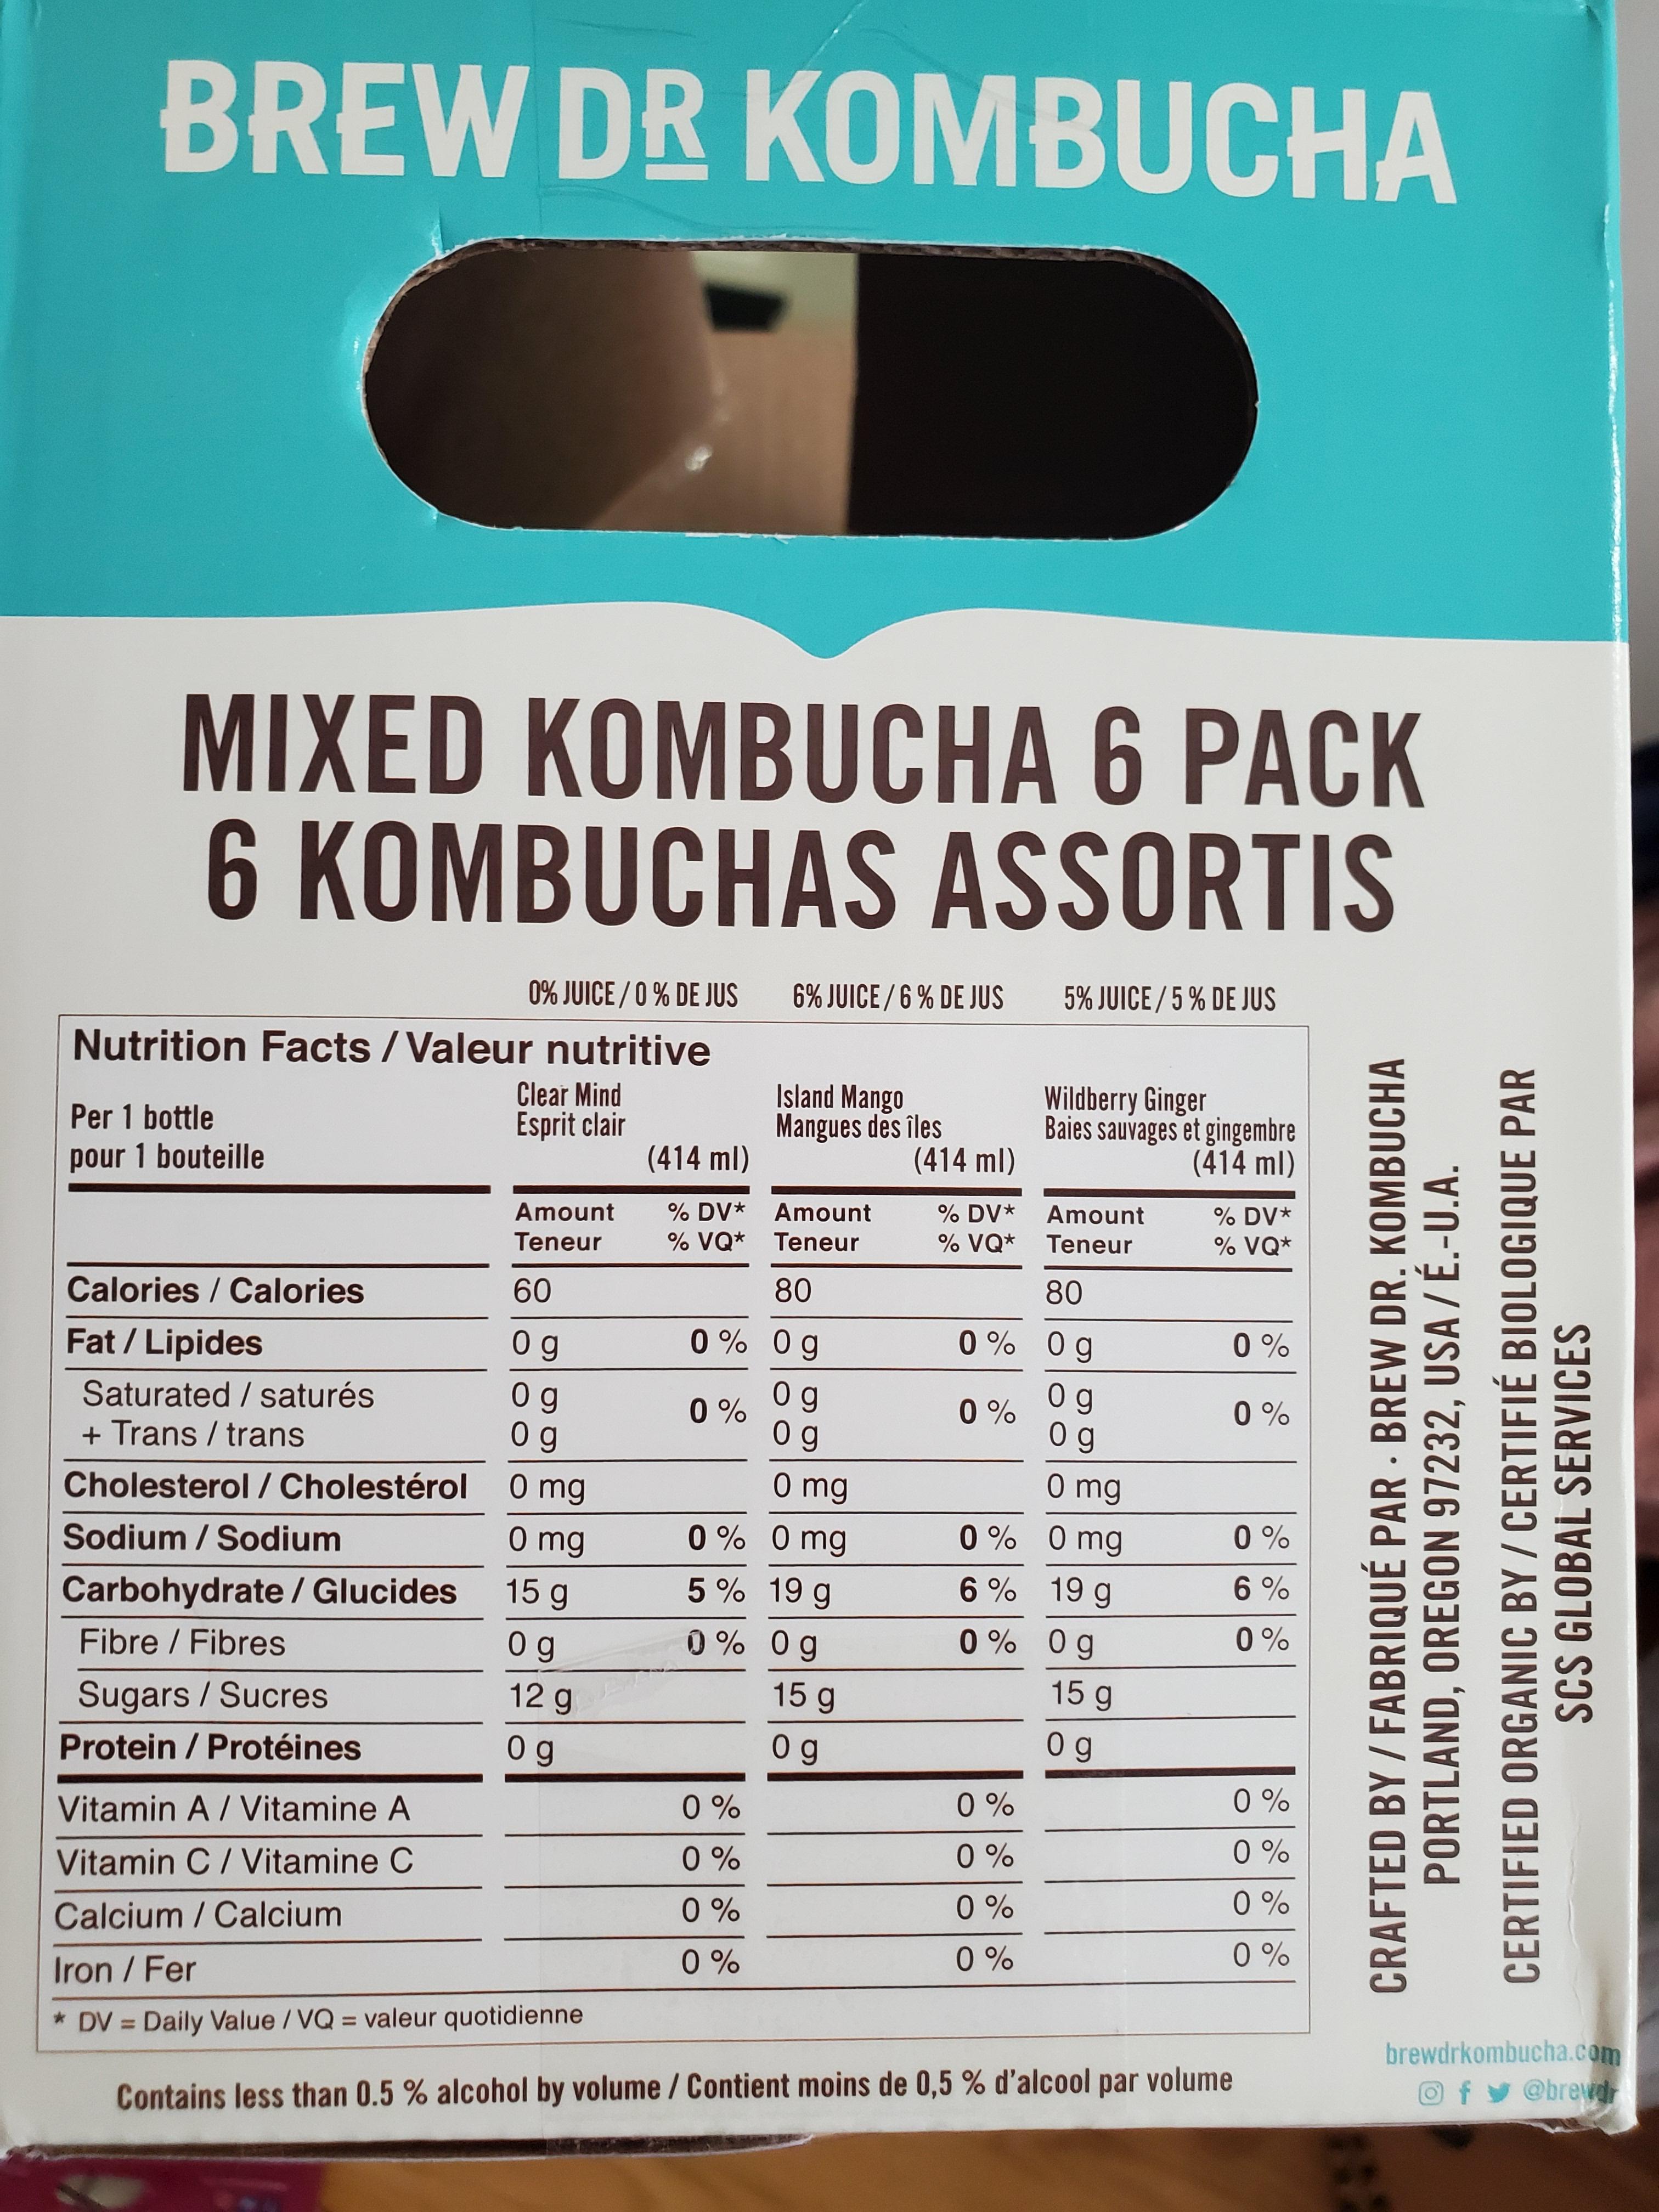 BREW DR KOMBUCHA
MIXED KOMBUCHA 6 PACK
6 KOMBUCHAS ASSORTIS
0% JUICE / 0 % DE JUS 6% JUICE / 6 % DE JUS 5% JUICE / 5 % DE JUS
Nutrition Facts / Valeur nutritive
Per 1 bottle
pour 1 bouteille
Clear Mind
Esprit clair
(414 ml)
Island Mango
Mangues des îles
(414 ml)
Wildberry Ginger
Baies sauvages et gingembre
(414 ml)
Amount % DV* Amount % DV* Amount % DV*
Teneur % VQ* Teneur % VQ* Teneur % VQ*
Calories / Calories 60 80 80
Fat / Lipides 0 g 0 % 0 g 0 % 0 g 0 %
Saturated / saturés 0 g 0 % 0 g 0 % 0 g 0 %
+ Trans / trans 0 g 0 g 0 g
Cholesterol / Cholestérol 0 mg 0 mg 0 mg
Sodium / Sodium 0 mg 0 % 0 mg 0 % 0 mg 0 %
Carbohydrate / Glucides 15 g 5 % 19 g 6 % 19 g 6 %
Fibre / Fibres 0 g 0 % 0 g 0 % 0 g 0 %
Sugars / Sucres 12 g 15 g 15 g
Protein / Protéines 0 g 0 g 0 g
Vitamin A / Vitamine A 0 % 0 % 0 %
Vitamin C / Vitamine C 0 % 0 % 0 %
Calcium / Calcium 0 % 0 % 0 %
Iron / Fer 0 % 0 % 0 %
* DV = Daily Value / VQ = valeur quotidienne
Contains less than 0.5 % alcohol by volume / Contient moins de 0,5 % d'alcool par volume
CRAFTED BY / FABRIQUÉ PAR · BREW DR. KOMBUCHA
PORTLAND, OREGON 97232, USA / É.-U.A.
CERTIFIED ORGANIC BY / CERTIFIÉ BIOLOGIQUE PAR
SCS GLOBAL SERVICES
brewdrkombucha.com
@brewdr